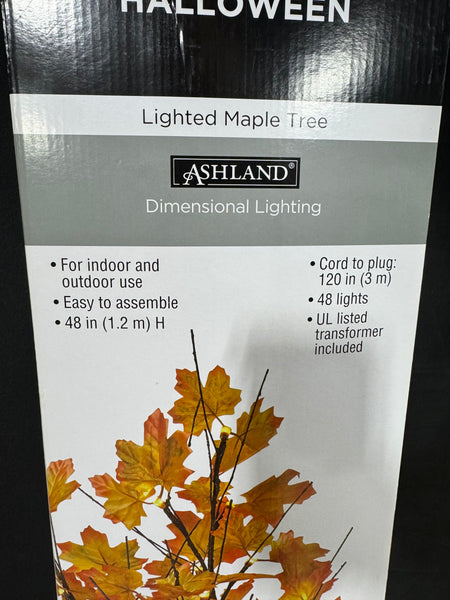 HALLOWEEN
Lighted Maple Tree
ASHLAND®
Dimensional Lighting
• For indoor and
outdoor use
• Easy to assemble
• 48 in (1.2 m) H
• Cord to plug:
120 in (3 m)
• 48 lights
• UL listed
transformer
included